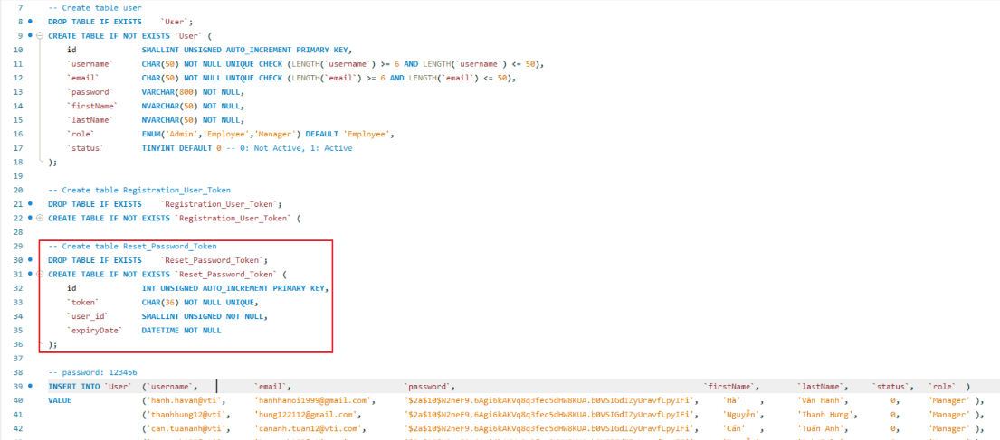 7 -- Create table user
8 DROP TABLE IF EXISTS `User`;
9 CREATE TABLE IF NOT EXISTS `User` (
10 id SMALLINT UNSIGNED AUTO_INCREMENT PRIMARY KEY,
11 `username` CHAR(50) NOT NULL UNIQUE CHECK (LENGTH(`username`) >= 6 AND LENGTH(`username`) <= 50),
12 `email` CHAR(50) NOT NULL UNIQUE CHECK (LENGTH(`email`) >= 6 AND LENGTH(`email`) <= 50),
13 `password` VARCHAR(800) NOT NULL,
14 `firstName` NVARCHAR(50) NOT NULL,
15 `lastName` NVARCHAR(50) NOT NULL,
16 `role` ENUM('Admin','Employee','Manager') DEFAULT 'Employee',
17 `status` TINYINT DEFAULT 0 -- 0: Not Active, 1: Active
18 );
19
20 -- Create table Registration_User_Token
21 DROP TABLE IF EXISTS `Registration_User_Token`;
22 CREATE TABLE IF NOT EXISTS `Registration_User_Token` (
28
29 -- Create table Reset_Password_Token
30 DROP TABLE IF EXISTS `Reset_Password_Token`;
31 CREATE TABLE IF NOT EXISTS `Reset_Password_Token` (
32 id INT UNSIGNED AUTO_INCREMENT PRIMARY KEY,
33 `token` CHAR(36) NOT NULL UNIQUE,
34 `user_id` SMALLINT UNSIGNED NOT NULL,
35 `expiryDate` DATETIME NOT NULL
36 );
37
38 -- password: 123456
39 INSERT INTO `User` (`username`, `email`, `password`, `firstName`, `lastName`, `status`, `role` )
40 VALUE ('hanh.havan@vti', 'hanhhanoi1999@gmail.com', '$2a$10$W2neF9.6Agi6kAKVq8q3fec5dHW8KUA.b0VSIGdIZyUravfLpyIFi', 'Hà' , 'Văn Hanh', 0, 'Manager' ),
41 ('thanhhung12@vti', 'hung122112@gmail.com', '$2a$10$W2neF9.6Agi6kAKVq8q3fec5dHW8KUA.b0VSIGdIZyUravfLpyIFi', 'Nguyễn', 'Thanh Hưng', 0, 'Manager' ),
42 ('can.tuananh@vti', 'cananh.tuan12@vti.com', '$2a$10$W2neF9.6Agi6kAKVq8q3fec5dHW8KUA.b0VSIGdIZyUravfLpyIFi', 'Cấn' , 'Tuấn Anh', 0, 'Manager' ),